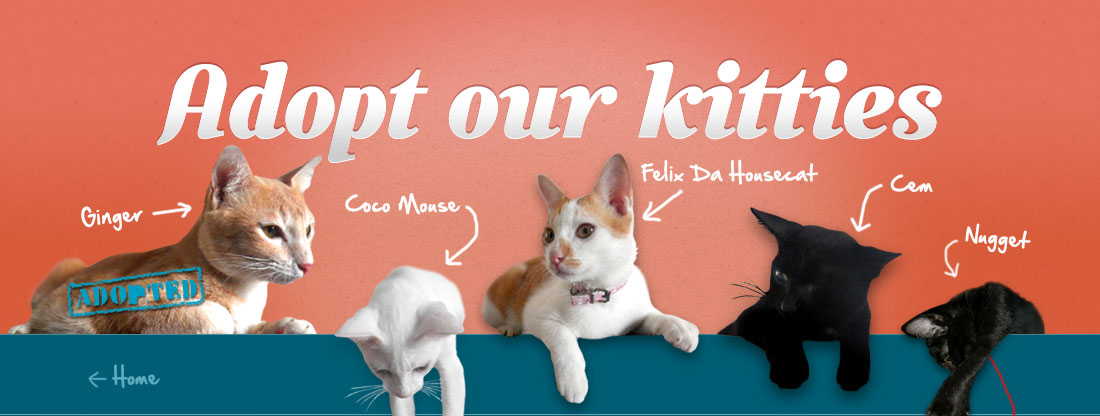 Adopt our kitties
Felix Da Housecat
Cem
Coco Mouse
Ginger
Nugget
ADOPTED
← Home